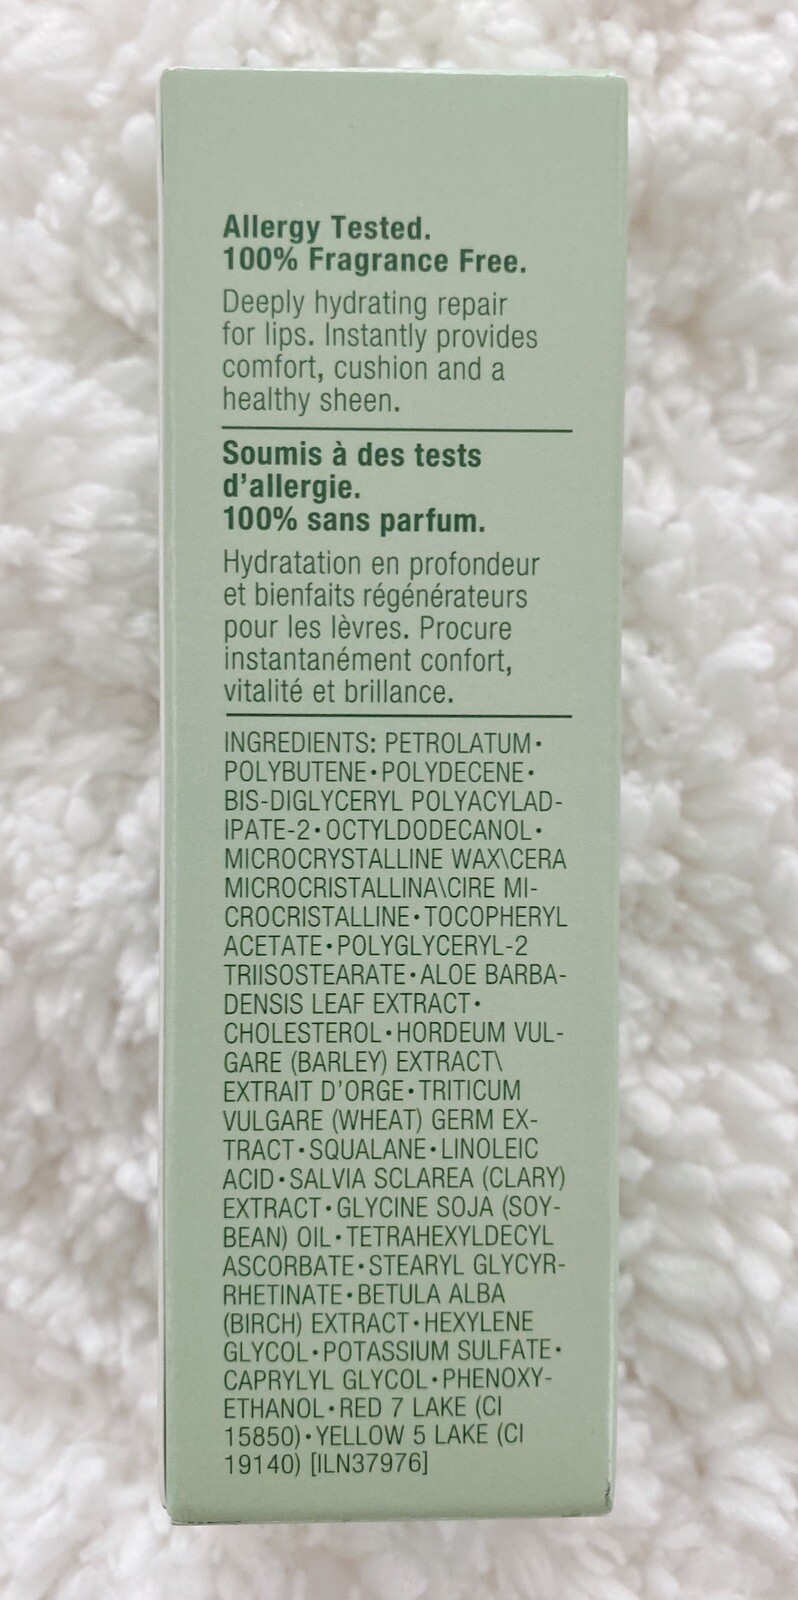 Allergy Tested.
100% Fragrance Free.
Deeply hydrating repair
for lips. Instantly provides
comfort, cushion and a
healthy sheen.
Soumis à des tests
d'allergie.
100% sans parfum.
Hydratation en profondeur
et bienfaits régénérateurs
pour les lèvres. Procure
instantanément confort,
vitalité et brillance.
INGREDIENTS: PETROLATUM•
POLYBUTENE•POLYDECENE•
BIS-DIGLYCERYL POLYACYLAD-
IPATE-2•OCTYLDODECANOL•
MICROCRYSTALLINE WAX\CERA
MICROCRISTALLINA\CIRE MI-
CROCRISTALLINE•TOCOPHERYL
ACETATE•POLYGLYCERYL-2
TRIISOSTEARATE•ALOE BARBA-
DENSIS LEAF EXTRACT•
CHOLESTEROL•HORDEUM VUL-
GARE (BARLEY) EXTRACT\
EXTRAIT D'ORGE•TRITICUM
VULGARE (WHEAT) GERM EX-
TRACT•SQUALANE•LINOLEIC
ACID•SALVIA SCLAREA (CLARY)
EXTRACT•GLYCINE SOJA (SOY-
BEAN) OIL•TETRAHEXYLDECYL
ASCORBATE•STEARYL GLYCYR-
RHETINATE•BETULA ALBA
(BIRCH) EXTRACT•HEXYLENE
GLYCOL•POTASSIUM SULFATE•
CAPRYLYL GLYCOL•PHENOXY-
ETHANOL•RED 7 LAKE (CI
15850)•YELLOW 5 LAKE (CI
19140) [ILN37976]